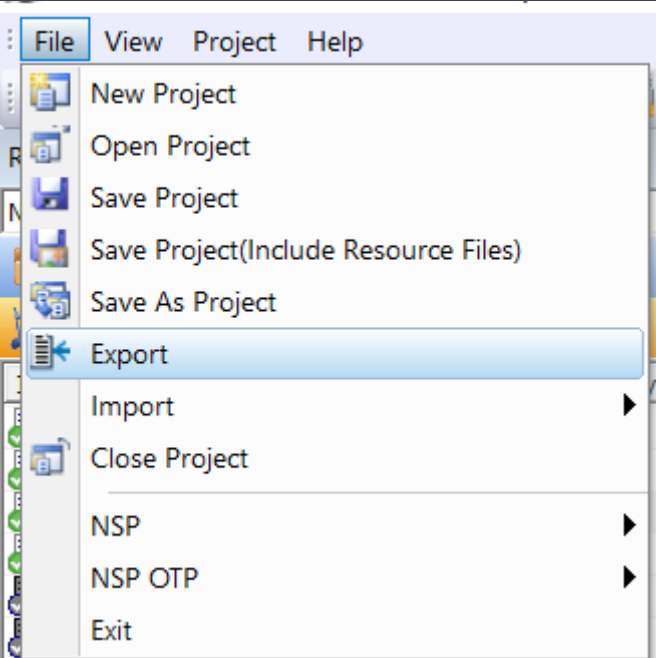 File View Project Help
New Project
Open Project
Save Project
Save Project(Include Resource Files)
Save As Project
Export
Import
Close Project
NSP
NSP OTP
Exit